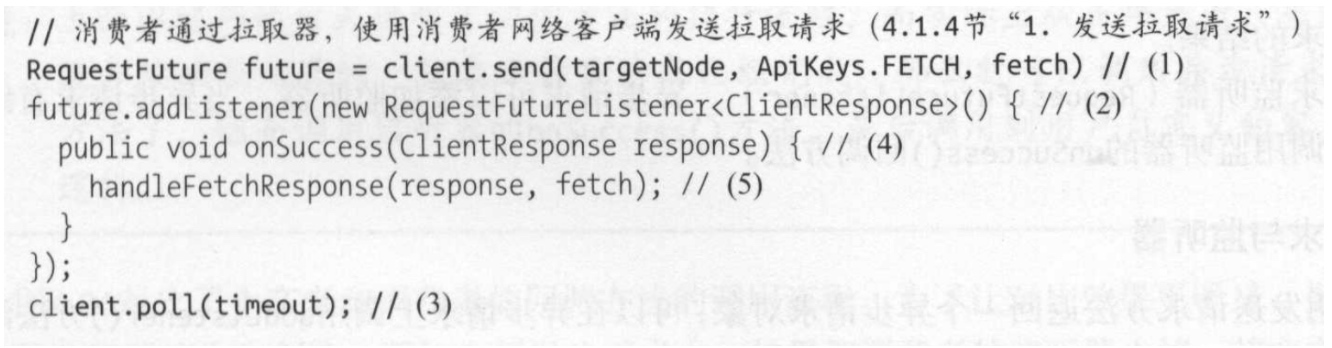 // 消费者通过拉取器，使用消费者网络客户端发送拉取请求（4.1.4节“1. 发送拉取请求”）
RequestFuture future = client.send(targetNode, ApiKeys.FETCH, fetch) // (1)
future.addListener(new RequestFutureListener<ClientResponse>() { // (2)
  public void onSuccess(ClientResponse response) { // (4)
    handleFetchResponse(response, fetch); // (5)
  }
});
client.poll(timeout); // (3)